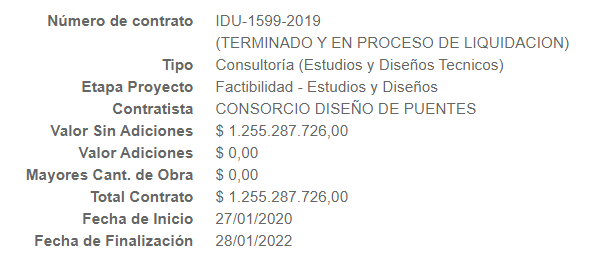 Número de contrato IDU-1599-2019
(TERMINADO Y EN PROCESO DE LIQUIDACION)
Tipo Consultoría (Estudios y Diseños Tecnicos)
Etapa Proyecto Factibilidad - Estudios y Diseños
Contratista CONSORCIO DISEÑO DE PUENTES
Valor Sin Adiciones $ 1.255.287.726,00
Valor Adiciones $ 0,00
Mayores Cant. de Obra $ 0,00
Total Contrato $ 1.255.287.726,00
Fecha de Inicio 27/01/2020
Fecha de Finalización 28/01/2022